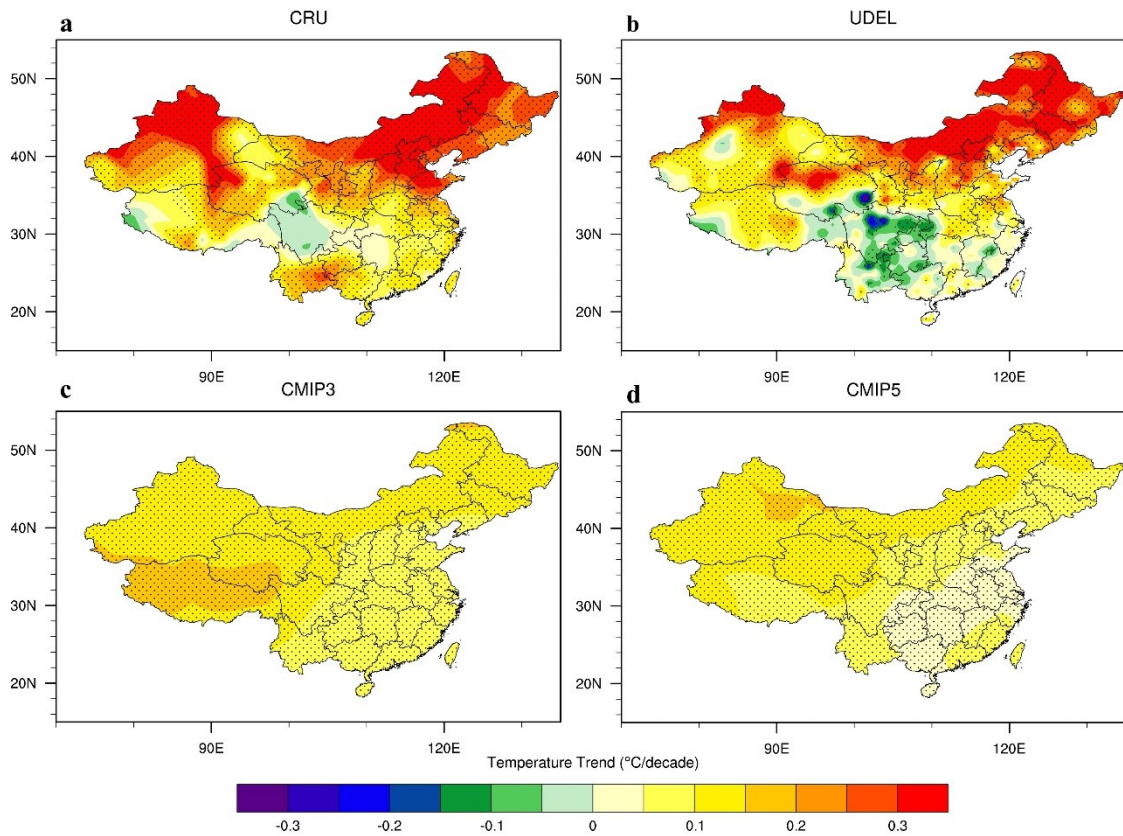 a CRU
b UDEL
50N
40N
30N
20N
50N
40N
30N
20N
90E 120E
90E 120E
c CMIP3
d CMIP5
50N
40N
30N
20N
50N
40N
30N
20N
90E 120E
90E 120E
Temperature Trend (°C/decade)
-0.3 -0.2 -0.1 0 0.1 0.2 0.3